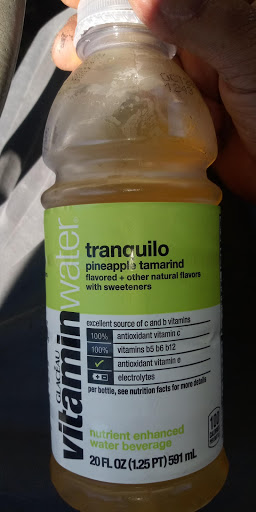 GLACÉAU
vitaminwater®
tranquilo
pineapple tamarind
flavored + other natural flavors
with sweeteners
excellent source of c and b vitamins
100% antioxidant vitamin c
100% vitamins b5 b6 b12
✓ antioxidant vitamin e
electrolytes
per bottle, see nutrition facts for more details
nutrient enhanced
water beverage
20 FL OZ (1.25 PT) 591 mL
100